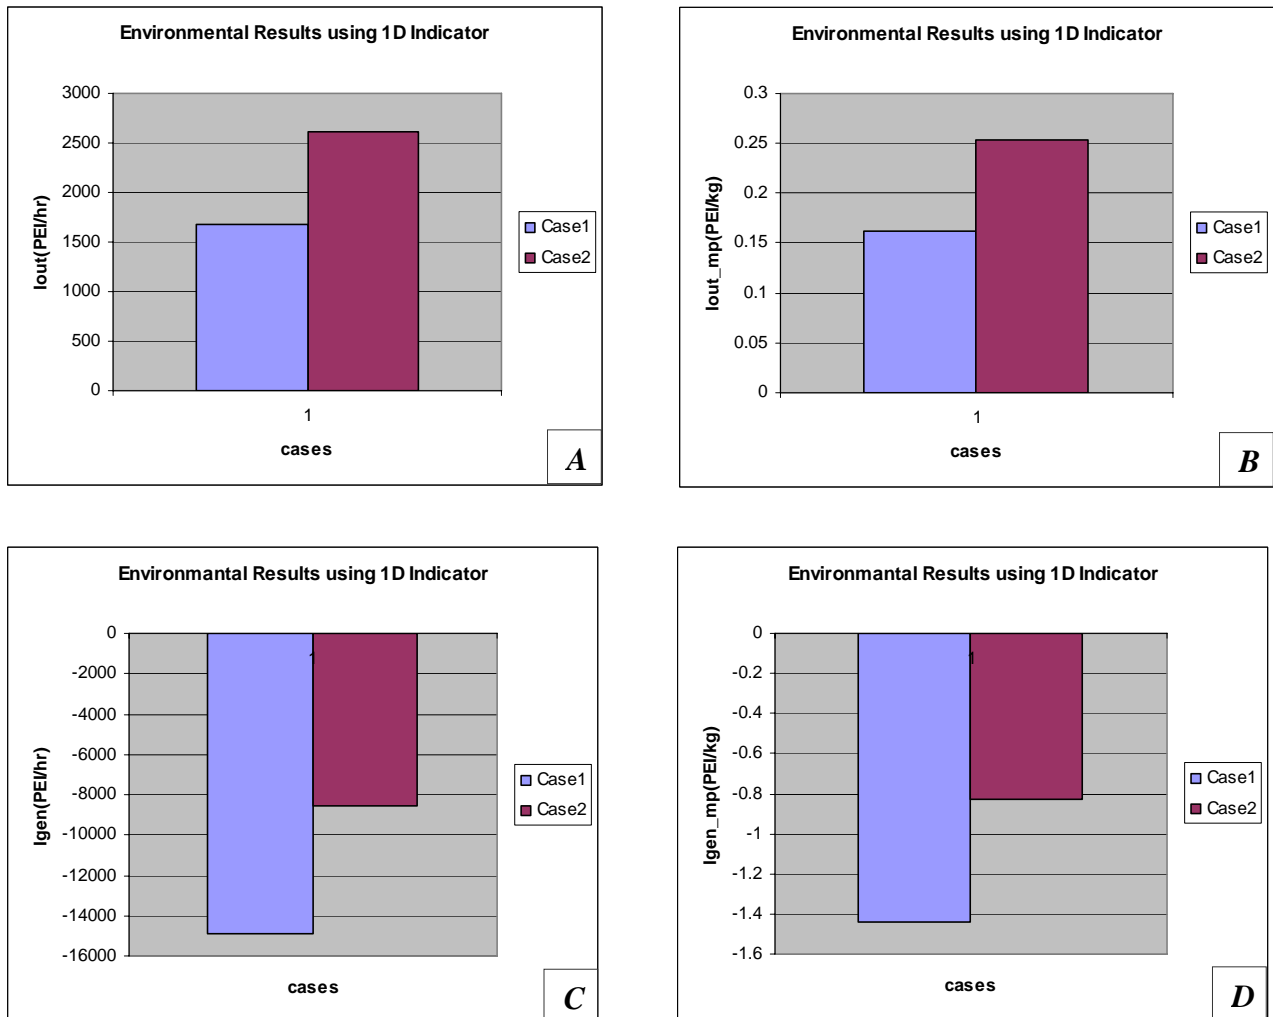 Environmental Results using 1D Indicator
3000
2500
2000
1500
1000
500
0
Iout(PEI/hr)
1
cases
Case1
Case2
A
Environmental Results using 1D Indicator
0.3
0.25
0.2
0.15
0.1
0.05
0
Iout_mp(PEI/kg)
1
cases
Case1
Case2
B
Environmantal Results using 1D Indicator
0
-2000
-4000
-6000
-8000
-10000
-12000
-14000
-16000
Igen(PEI/hr)
1
cases
Case1
Case2
C
Environmantal Results using 1D Indicator
0
-0.2
-0.4
-0.6
-0.8
-1
-1.2
-1.4
-1.6
Igen_mp(PEI/kg)
1
cases
Case1
Case2
D